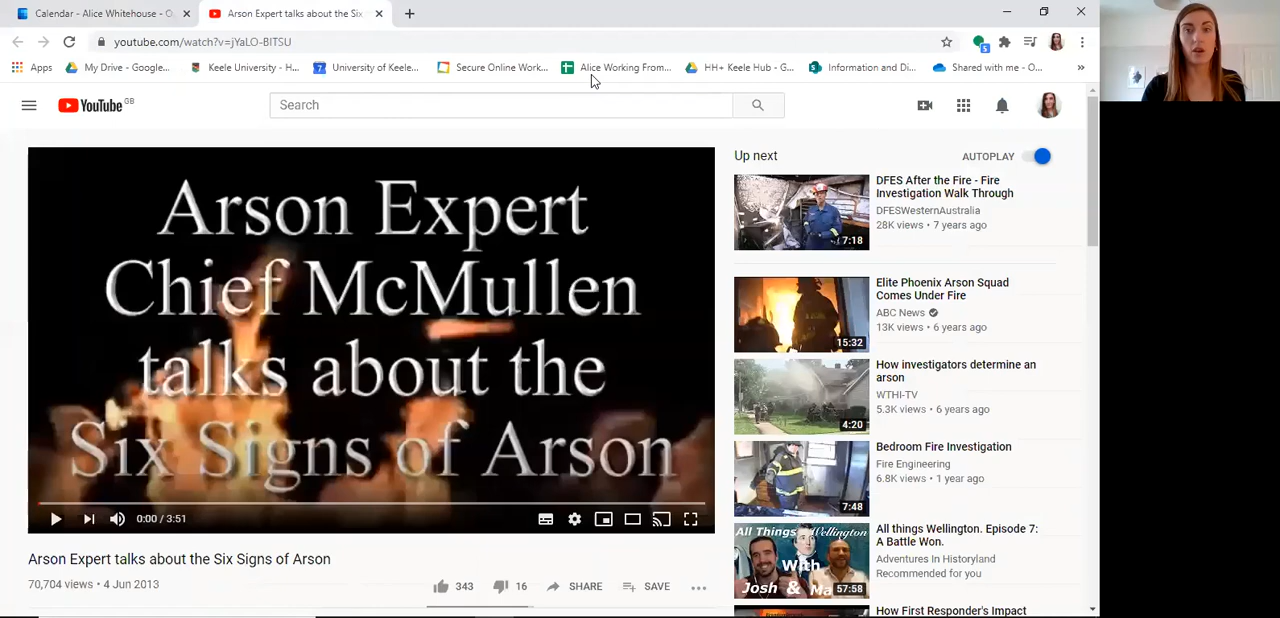 Calendar - Alice Whitehouse - O
Arson Expert talks about the Six
youtube.com/watch?v=jYaLO-BITSU
Apps
My Drive - Google...
Keele University - H...
7
University of Keele...
Secure Online Work...
Alice Working From...
HH+ Keele Hub - G...
Information and Di...
Shared with me - O...
»
5
YouTube GB
Search
Arson Expert
Chief McMullen
talks about the
Six Signs of Arson
0:00 / 3:51
Arson Expert talks about the Six Signs of Arson
70,704 views • 4 Jun 2013
343
16
SHARE
SAVE
Up next
AUTOPLAY
7:18
DFES After the Fire - Fire
Investigation Walk Through
DFESWesternAustralia
28K views • 7 years ago
15:32
Elite Phoenix Arson Squad
Comes Under Fire
ABC News
13K views • 6 years ago
4:20
How investigators determine an
arson
WTHI-TV
5.3K views • 6 years ago
7:48
Bedroom Fire Investigation
Fire Engineering
6.8K views • 1 year ago
All Things Wellington
With
Josh &
57:58
All things Wellington. Episode 7:
A Battle Won.
Adventures In Historyland
Recommended for you
How First Responder's Impact